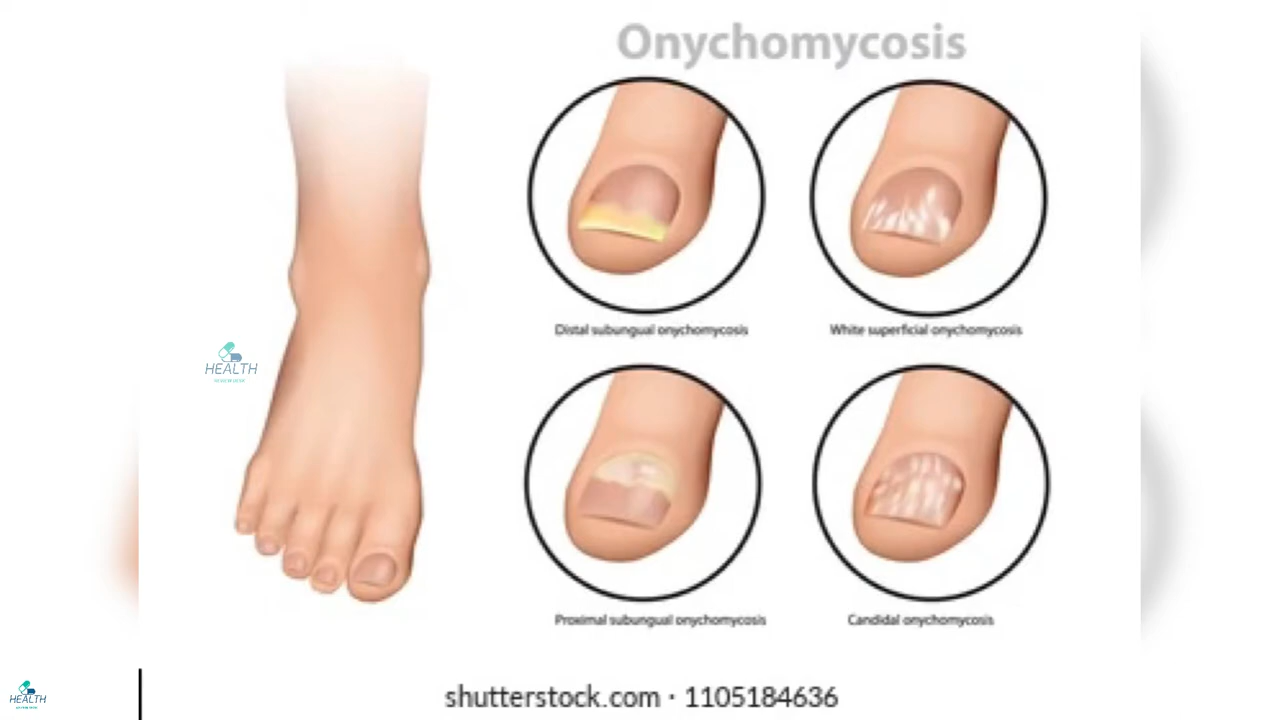 Onychomycosis
Distal subungual onychomycosis
White superficial onychomycosis
HEALTH
Proximal subungual onychomycosis
Candidal onychomycosis
HEALTH
shutterstock.com · 1105184636